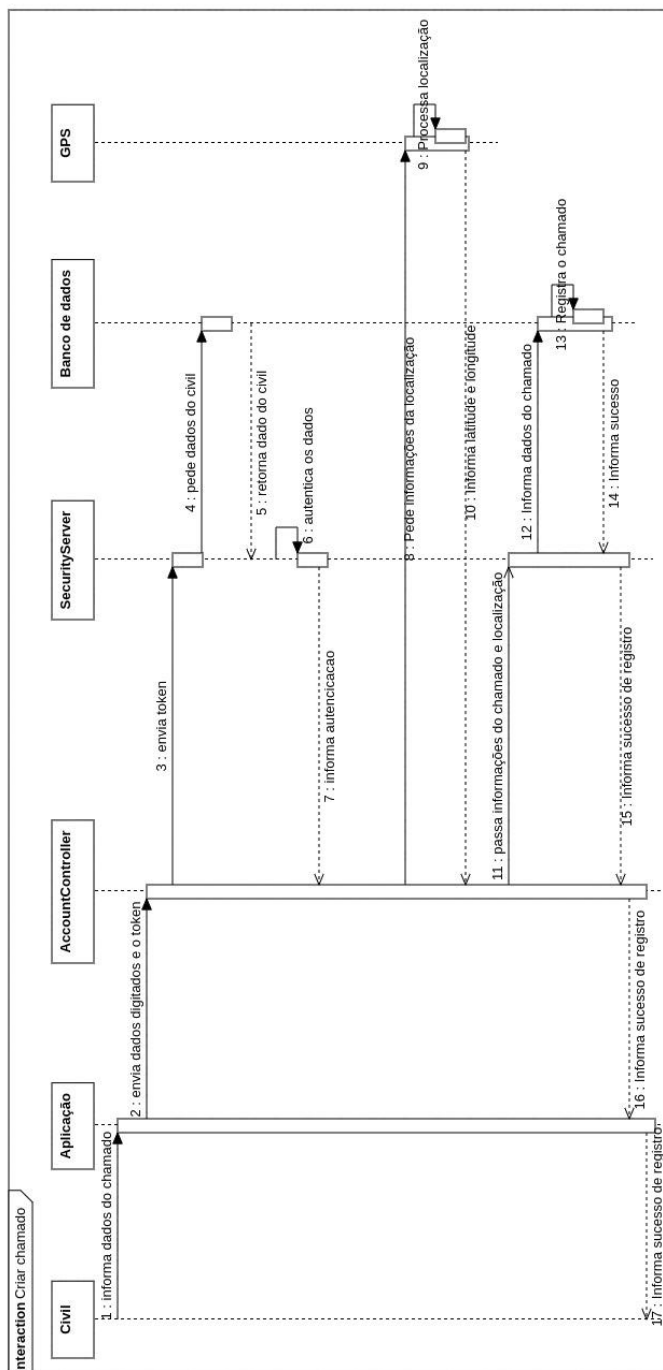 nteraction Criar chamado
Civil
Aplicação
AccountController
SecurityServer
Banco de dados
GPS
1 : informa dados do chamado
2 : envia dados digitados e o token
3 : envia token
4 : pede dados do civil
5 : retorna dado do civil
6 : autentica os dados
7 : informa autencicacao
8 : Pede informações da localização
9 : Processa localização
10 : Informa latitude e longitude
11 : passa informações do chamado e localização
12 : Informa dados do chamado
13 : Registra o chamado
14 : Informa sucesso
15 : Informa sucesso de registro
16 : Informa sucesso de registro
17 : Informa sucesso de registro